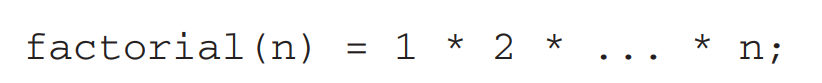 factorial(n) = 1 * 2 * ... * n;